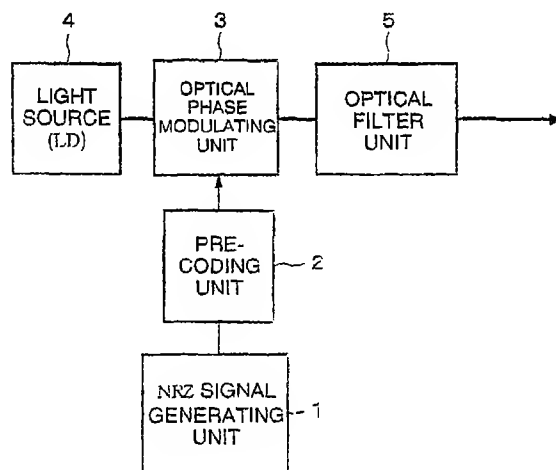 4
3
5
LIGHT
SOURCE
(LD)
OPTICAL
PHASE
MODULATING
UNIT
OPTICAL
FILTER
UNIT
PRE-
CODING
UNIT
2
NRZ SIGNAL
GENERATING
UNIT
1